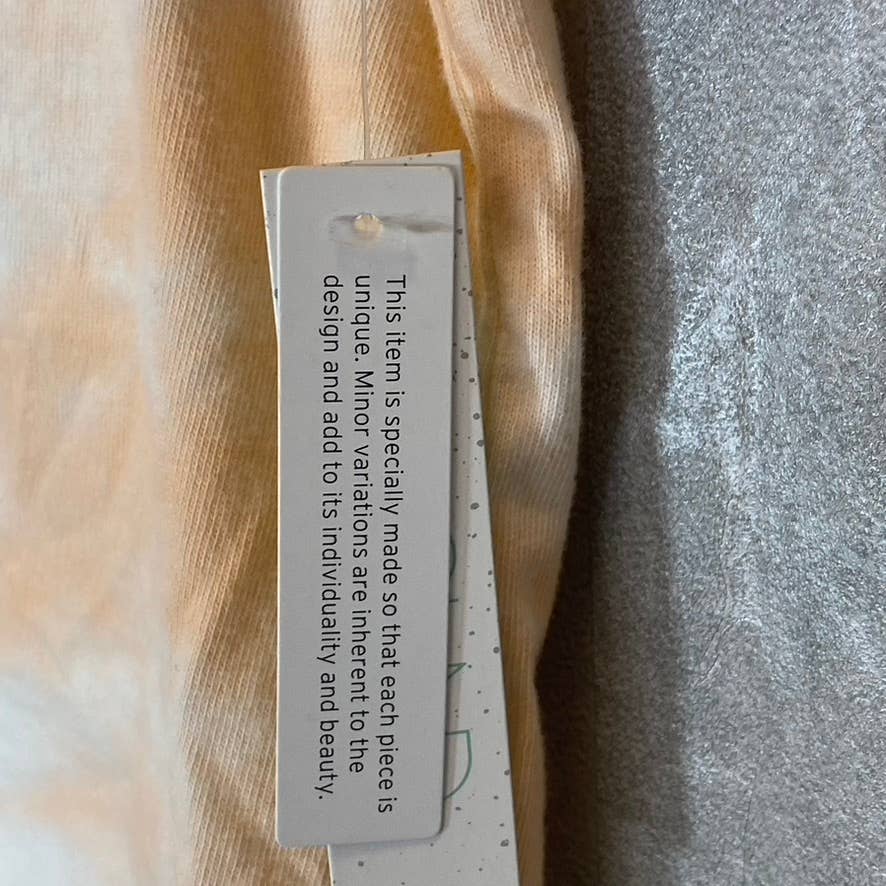 This item is specially made so that each piece is
unique. Minor variations are inherent to the
design and add to its individuality and beauty.